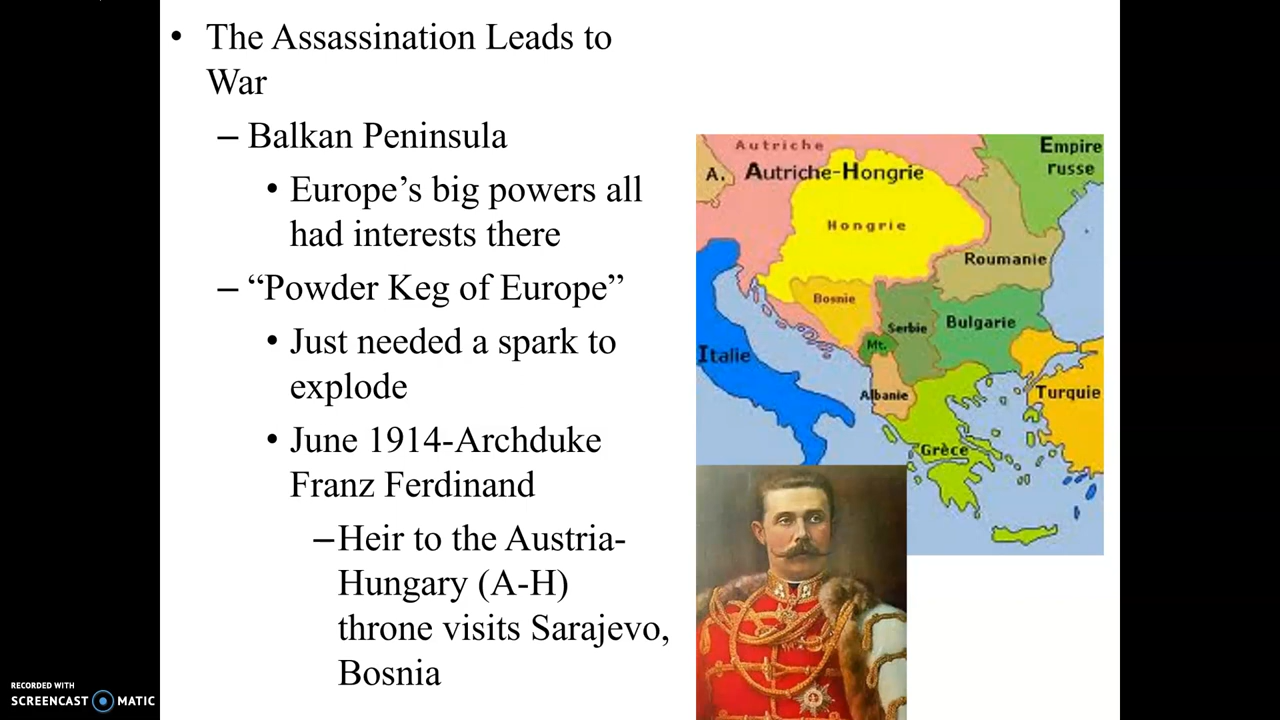 • The Assassination Leads to
War
– Balkan Peninsula
• Europe’s big powers all
had interests there
– “Powder Keg of Europe”
• Just needed a spark to
explode
• June 1914-Archduke
Franz Ferdinand
–Heir to the Austria-
Hungary (A-H)
throne visits Sarajevo,
Bosnia
Autriche
Empire
russe
A.
Autriche-Hongrie
Hongrie
Roumanie
Bosnie
Serbie
Bulgarie
Mt.
Italie
Albanie
Turquie
Grèce
RECORDED WITH
SCREENCAST MATIC